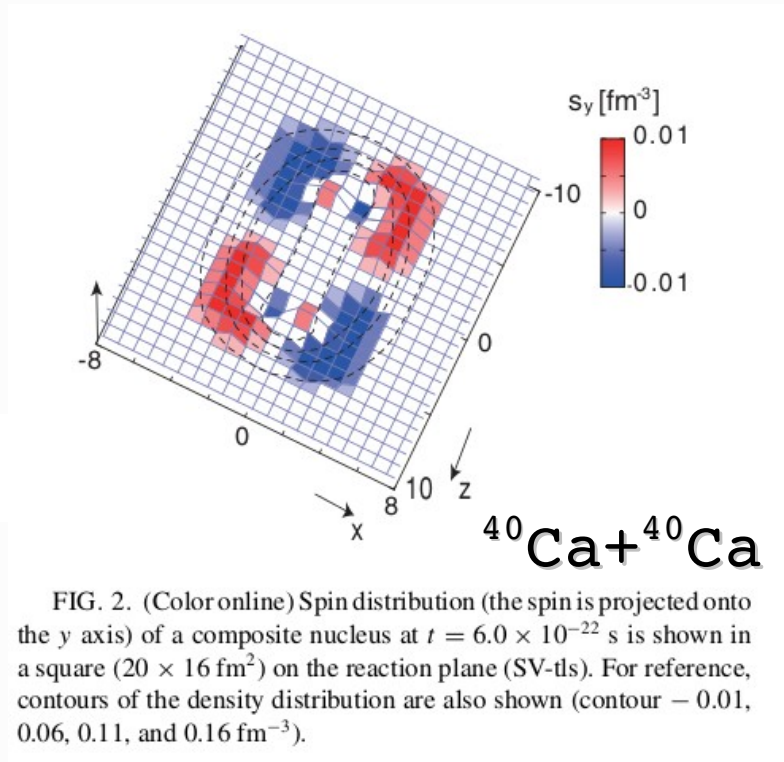 sy [fm-3]
0.01
0
-0.01
-10
0
10
z
-8
0
8
x
40Ca+40Ca
FIG. 2. (Color online) Spin distribution (the spin is projected onto
the y axis) of a composite nucleus at t = 6.0 × 10−22 s is shown in
a square (20 × 16 fm2) on the reaction plane (SV-tls). For reference,
contours of the density distribution are also shown (contour − 0.01,
0.06, 0.11, and 0.16 fm−3).